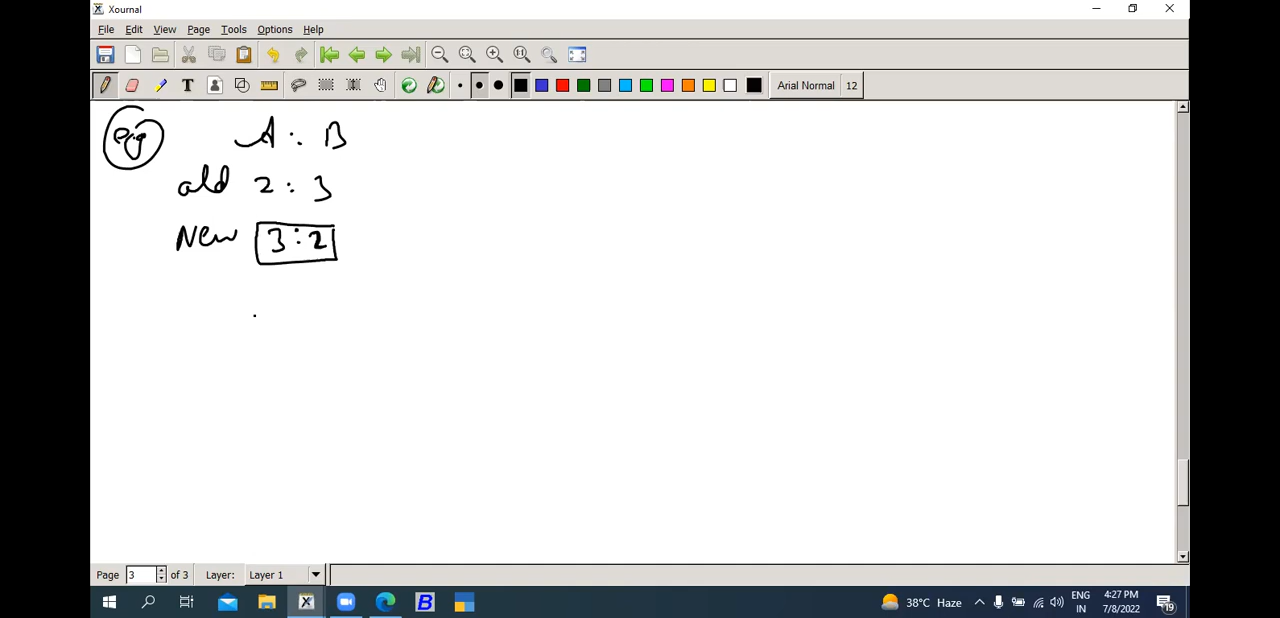 Xournal
File Edit View Page Tools Options Help
T Arial Normal 12
eg A : B
old 2 : 3
New 3 : 2
Page 3 of 3 Layer: Layer 1
B 38°C Haze ENG 4:27 PM
IN 7/8/2022 19